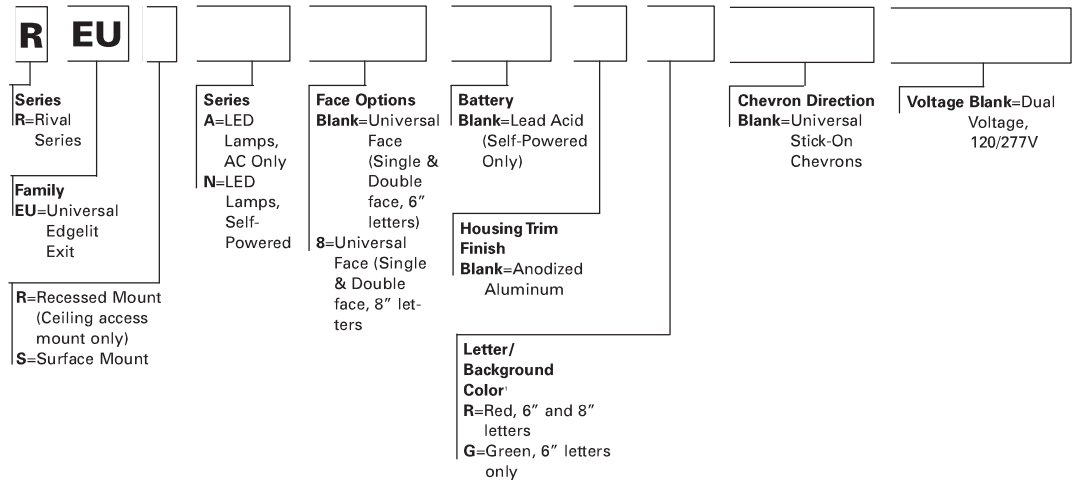 R EU
Series
R=Rival
Series
Family
EU=Universal
Edgelit
Exit
R=Recessed Mount
(Ceiling access
mount only)
S=Surface Mount
Series
A=LED
Lamps,
AC Only
N=LED
Lamps,
Self-
Powered
Face Options
Blank=Universal
Face
(Single &
Double
face, 6″
letters)
8=Universal
Face (Single
& Double
face, 8″ let-
ters
Battery
Blank=Lead Acid
(Self-Powered
Only)
Housing Trim
Finish
Blank=Anodized
Aluminum
Letter/
Background
Color¹
R=Red, 6″ and 8″
letters
G=Green, 6″ letters
only
Chevron Direction
Blank=Universal
Stick-On
Chevrons
Voltage Blank=Dual
Voltage,
120/277V